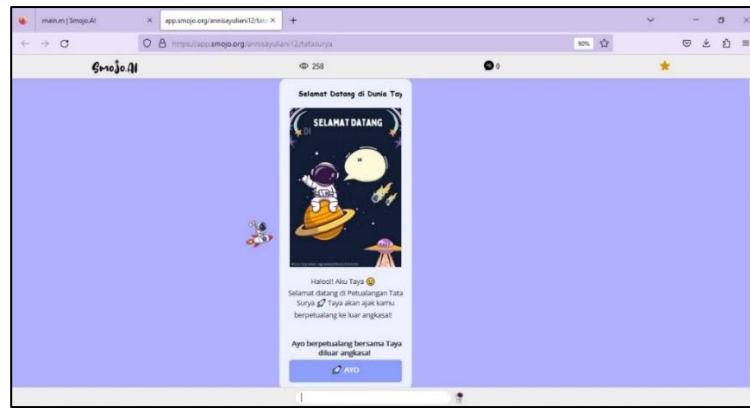 main.m | Smojo.AI
app.smojo.org/annisayuliani12/tata
https://app.smojo.org/annisayuliani12/tatasurya
90%
Smojo.AI
258
0
Selamat Datang di Dunia Tay
SELAMAT DATANG
DI
Haloo!! Aku Taya
Selamat datang di Petualangan Tata
Surya 🚀 Taya akan ajak kamu
berpetualang ke luar angkasa!!
Ayo berpetualang bersama Taya
diluar angkasa!
🚀 AYO